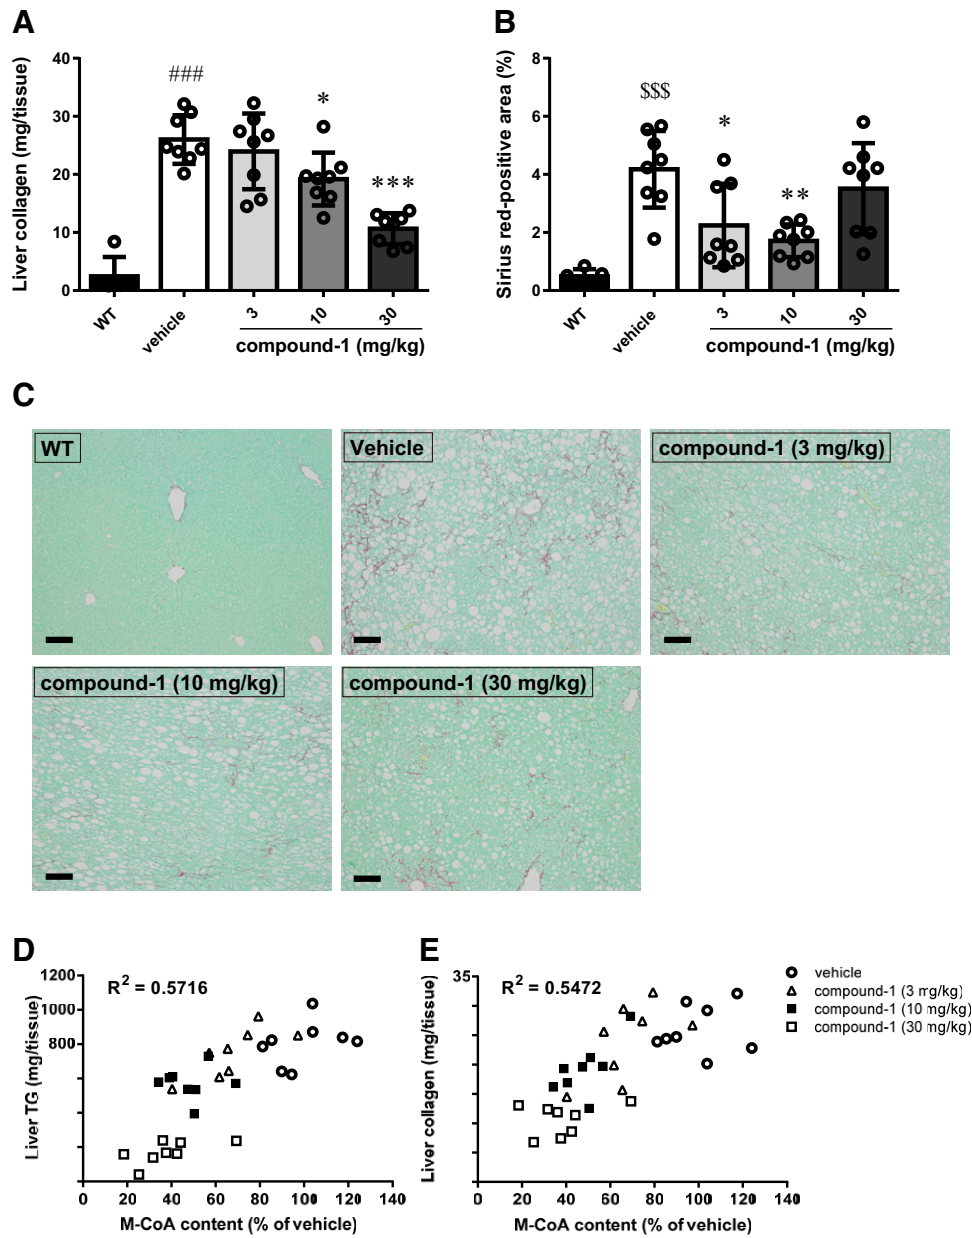 A
Liver collagen (mg/tissue)
40
30
20
10
0
###
*
***
WT
vehicle
3
10
30
compound-1 (mg/kg)
B
Sirius red-positive area (%)
8
6
4
2
0
$$$
*
**
WT
vehicle
3
10
30
compound-1 (mg/kg)
C
WT
Vehicle
compound-1 (3 mg/kg)
compound-1 (10 mg/kg)
compound-1 (30 mg/kg)
D
Liver TG (mg/tissue)
1200
1000
800
R² = 0.5716
0 20 40 60 80 100 120 140
M-CoA content (% of vehicle)
E
Liver collagen (mg/tissue)
35
R² = 0.5472
0 20 40 60 80 100 120 140
M-CoA content (% of vehicle)
vehicle
compound-1 (3 mg/kg)
compound-1 (10 mg/kg)
compound-1 (30 mg/kg)